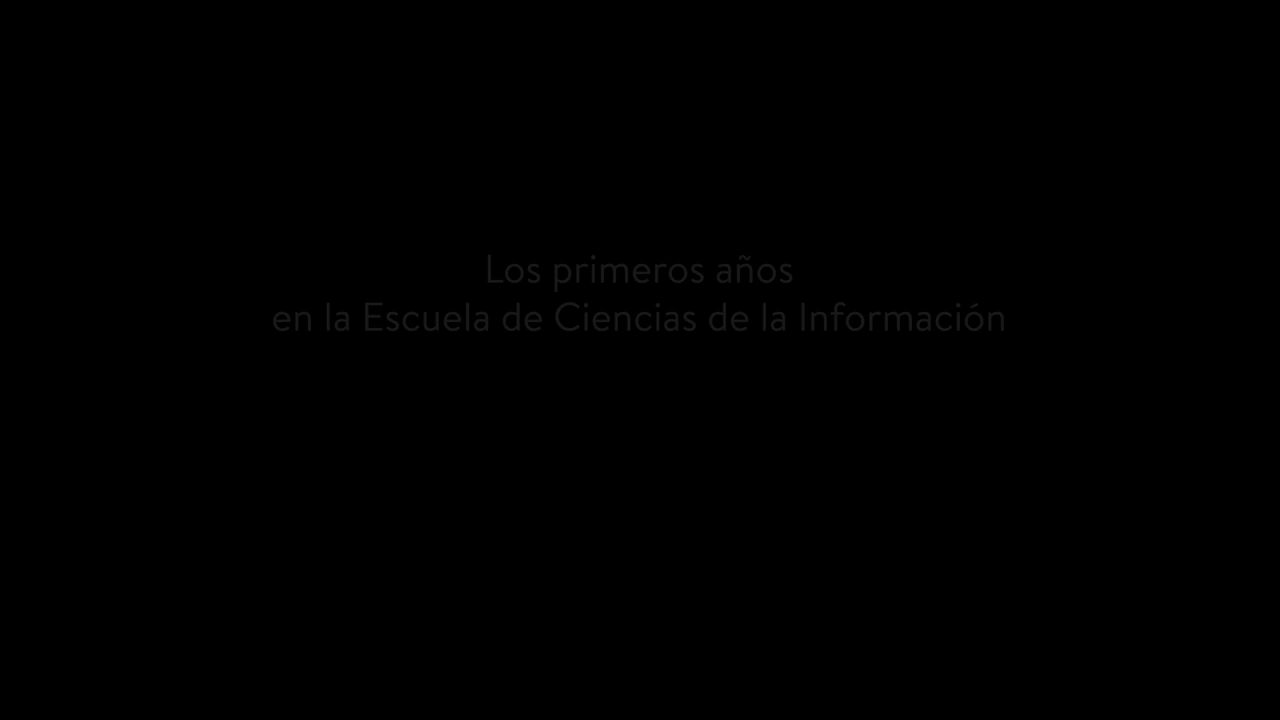 Los primeros años
en la Escuela de Ciencias de la Información